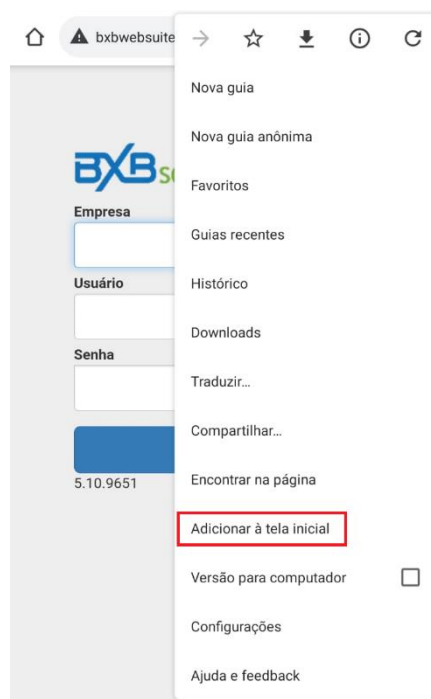 bxbwebsuite
Nova guia
Nova guia anônima
Favoritos
Guias recentes
Histórico
Downloads
Traduzir...
Compartilhar...
Encontrar na página
Adicionar à tela inicial
Versão para computador
Configurações
Ajuda e feedback
BXB
Empresa
Usuário
Senha
5.10.9651